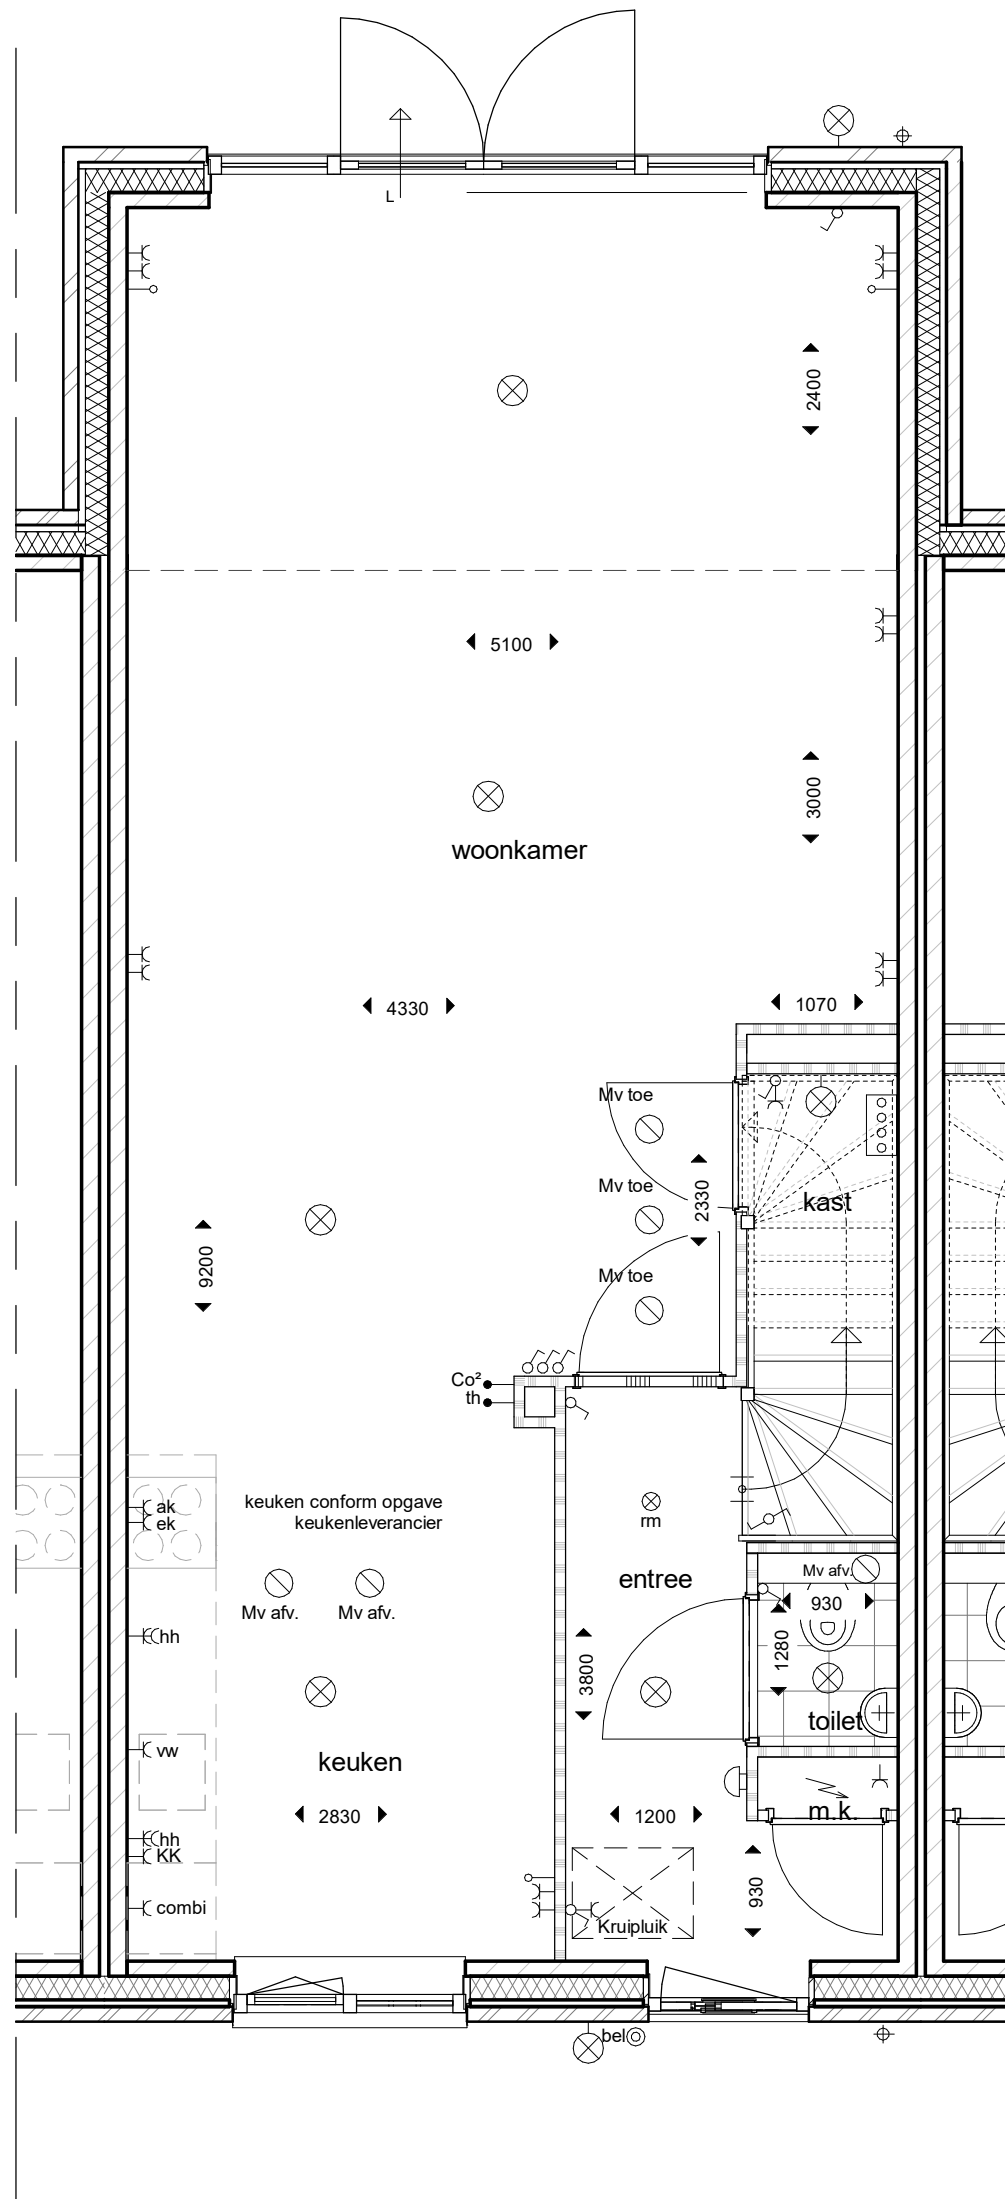 L
2400
5100
3000
woonkamer
4330
1070
Mv toe
Mv toe
2330
kast
9200
Mv toe
Co²
th
keuken conform opgave
keukenleverancier
ak
ek
rm
entree
Mv afv.
Mv afv.
Mv afv.
930
1280
hh
3800
toilet
vw
keuken
m.k.
2830
1200
hh
KK
930
combi
Kruipluik
bel